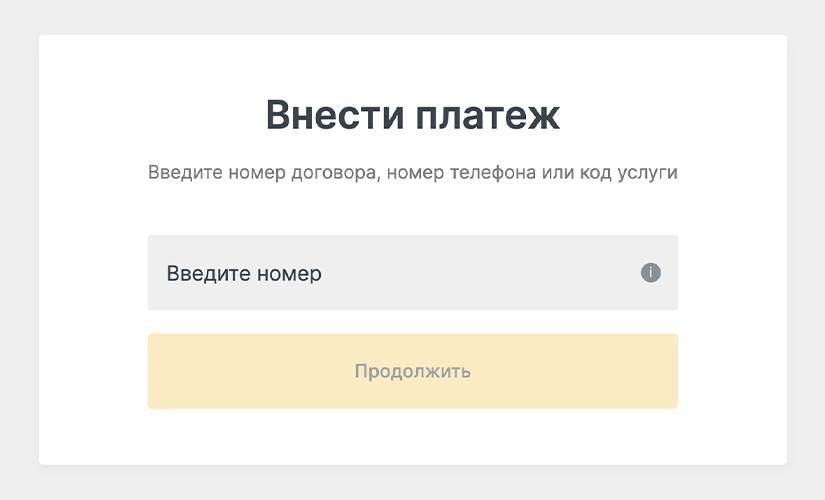 Внести платеж
Введите номер договора, номер телефона или код услуги
Введите номер
Продолжить